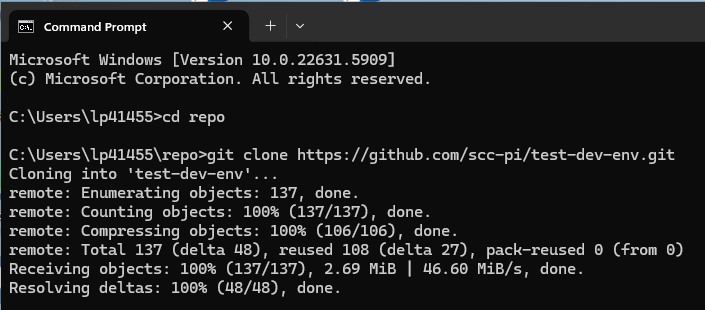 Command Prompt
Microsoft Windows [Version 10.0.22631.5909]
(c) Microsoft Corporation. All rights reserved.
C:\Users\lp41455>cd repo
C:\Users\lp41455\repo>git clone https://github.com/scc-pi/test-dev-env.git
Cloning into 'test-dev-env'...
remote: Enumerating objects: 137, done.
remote: Counting objects: 100% (137/137), done.
remote: Compressing objects: 100% (106/106), done.
remote: Total 137 (delta 48), reused 108 (delta 27), pack-reused 0 (from 0)
Receiving objects: 100% (137/137), 2.69 MiB | 46.60 MiB/s, done.
Resolving deltas: 100% (48/48), done.